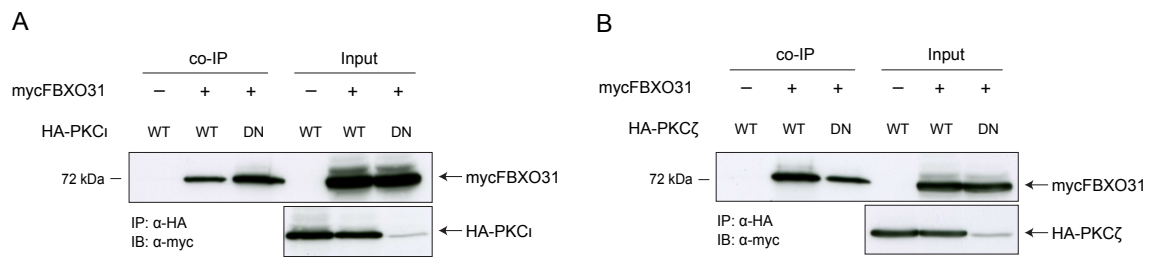 A
co-IP Input
mycFBXO31 – + + – + +
HA-PKCι WT WT DN WT WT DN
72 kDa
mycFBXO31
IP: α-HA
IB: α-myc
HA-PKCι
B
co-IP Input
mycFBXO31 – + + – + +
HA-PKCζ WT WT DN WT WT DN
72 kDa
mycFBXO31
IP: α-HA
IB: α-myc
HA-PKCζ